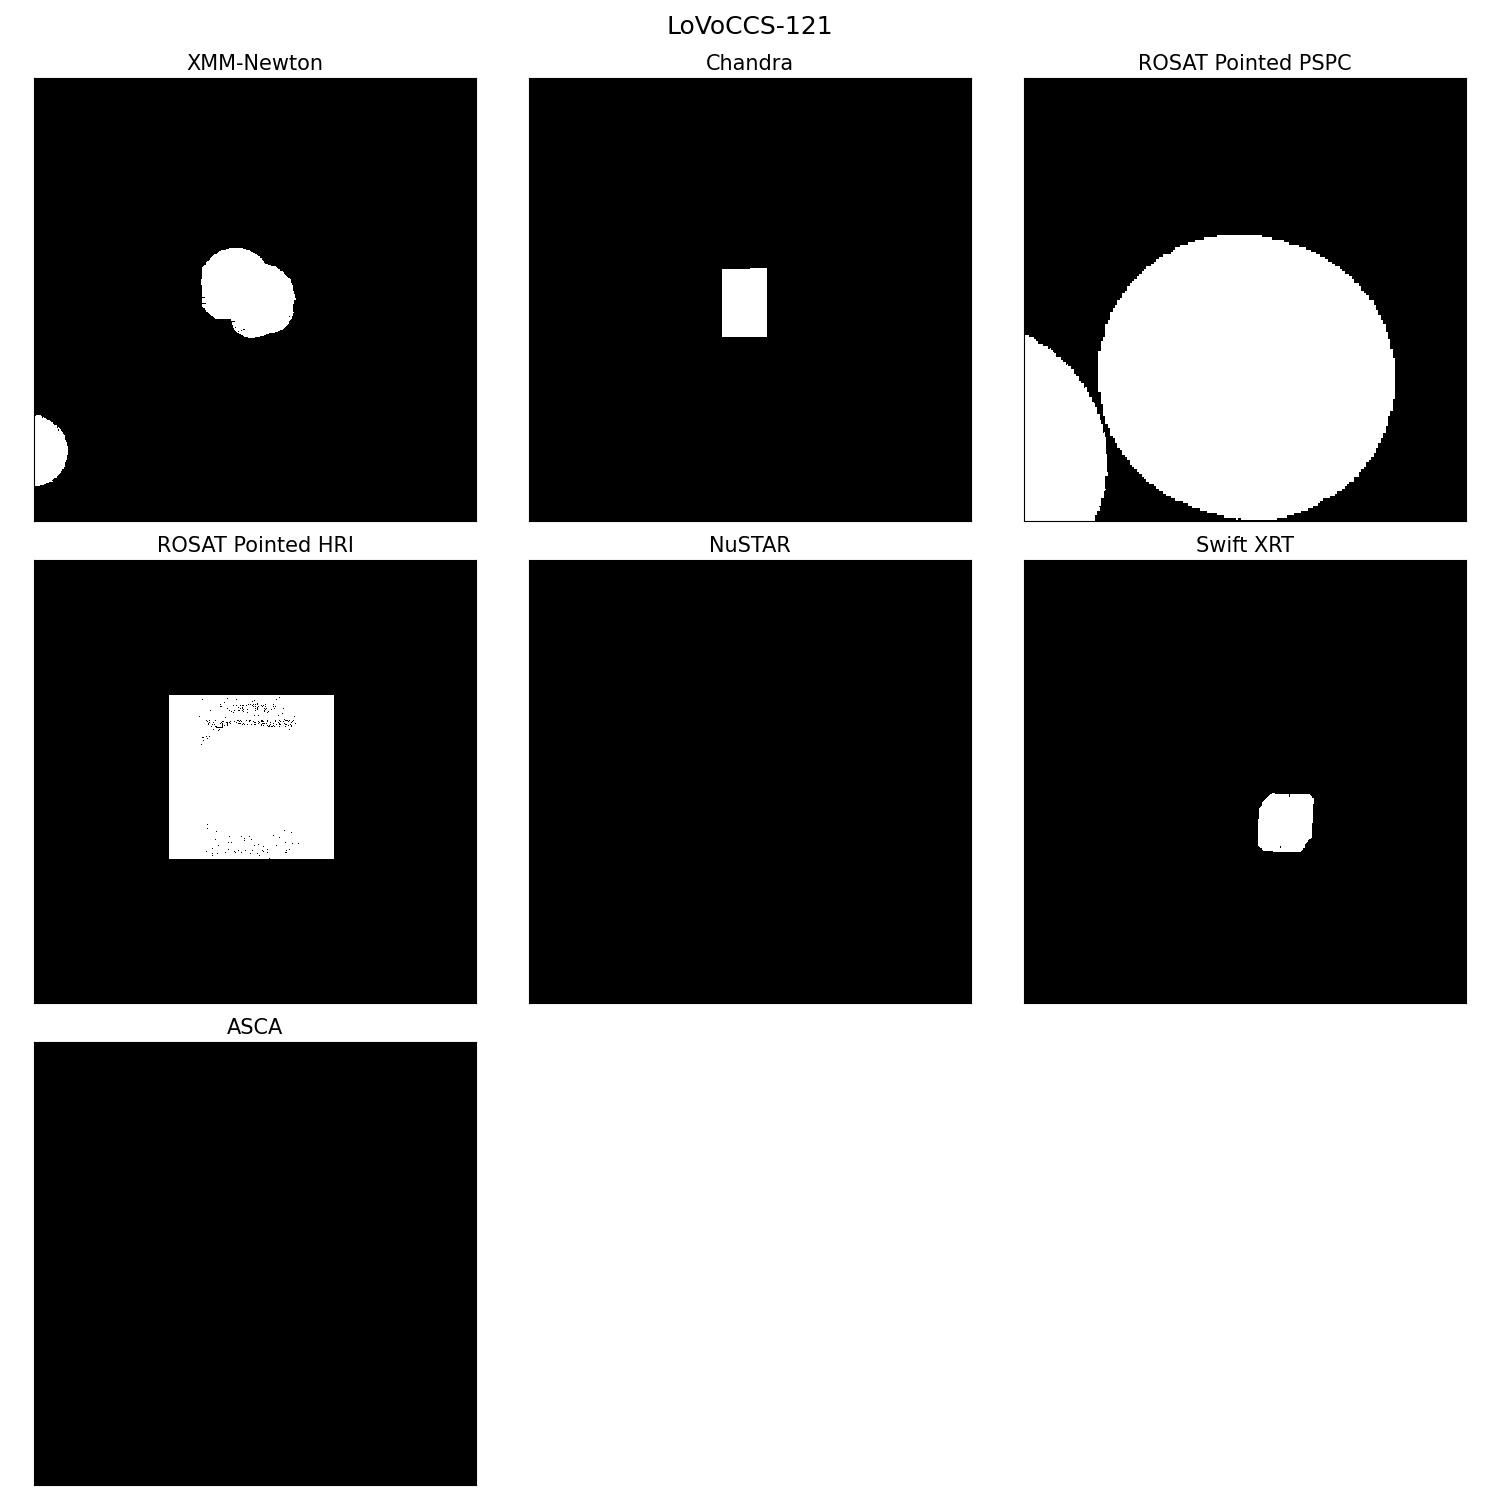 LoVoCCS-121
XMM-Newton
Chandra
ROSAT Pointed PSPC
ROSAT Pointed HRI
NuSTAR
Swift XRT
ASCA